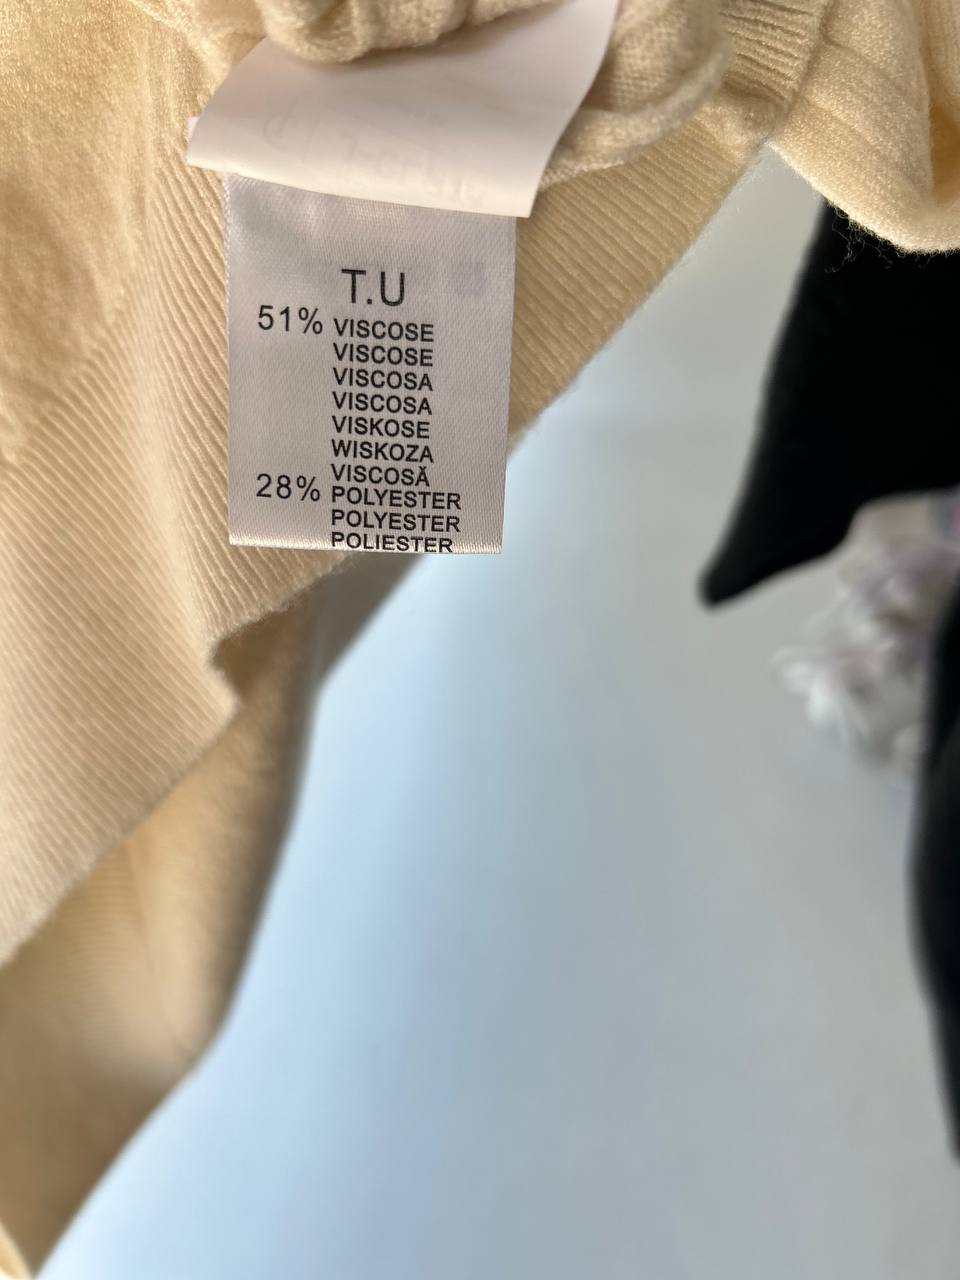 T.U
51% VISCOSE
VISCOSE
VISCOSA
VISCOSA
VISKOSE
WISKOZA
VISCOSĂ
28% POLYESTER
POLYESTER
POLIESTER